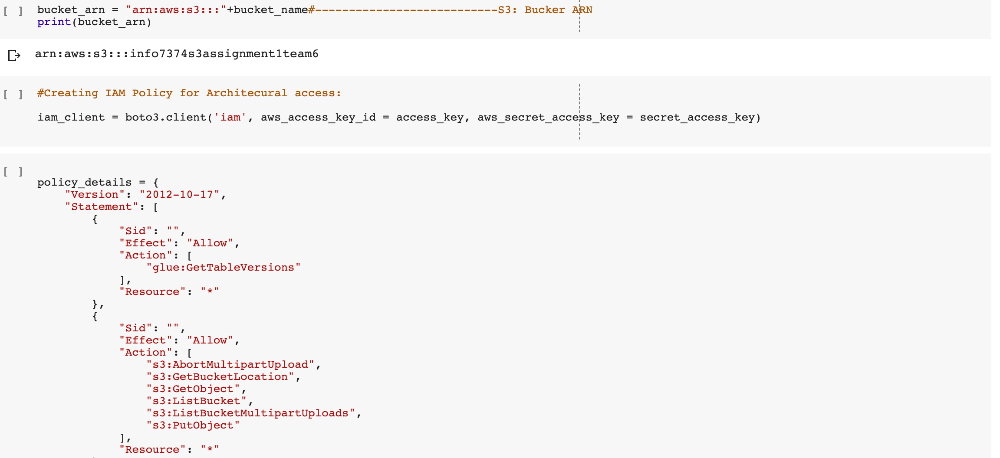 [ ] bucket_arn = "arn:aws:s3:::"+bucket_name#---------------------------S3: Bucker ARN
print(bucket_arn)
arn:aws:s3:::info7374s3assignment1team6
[ ] #Creating IAM Policy for Architecural access:
iam_client = boto3.client('iam', aws_access_key_id = access_key, aws_secret_access_key = secret_access_key)
[ ]
policy_details = {
    "Version": "2012-10-17",
    "Statement": [
        {
            "Sid": "",
            "Effect": "Allow",
            "Action": [
                "glue:GetTableVersions"
            ],
            "Resource": "*"
        },
        {
            "Sid": "",
            "Effect": "Allow",
            "Action": [
                "s3:AbortMultipartUpload",
                "s3:GetBucketLocation",
                "s3:GetObject",
                "s3:ListBucket",
                "s3:ListBucketMultipartUploads",
                "s3:PutObject"
            ],
            "Resource": "*"